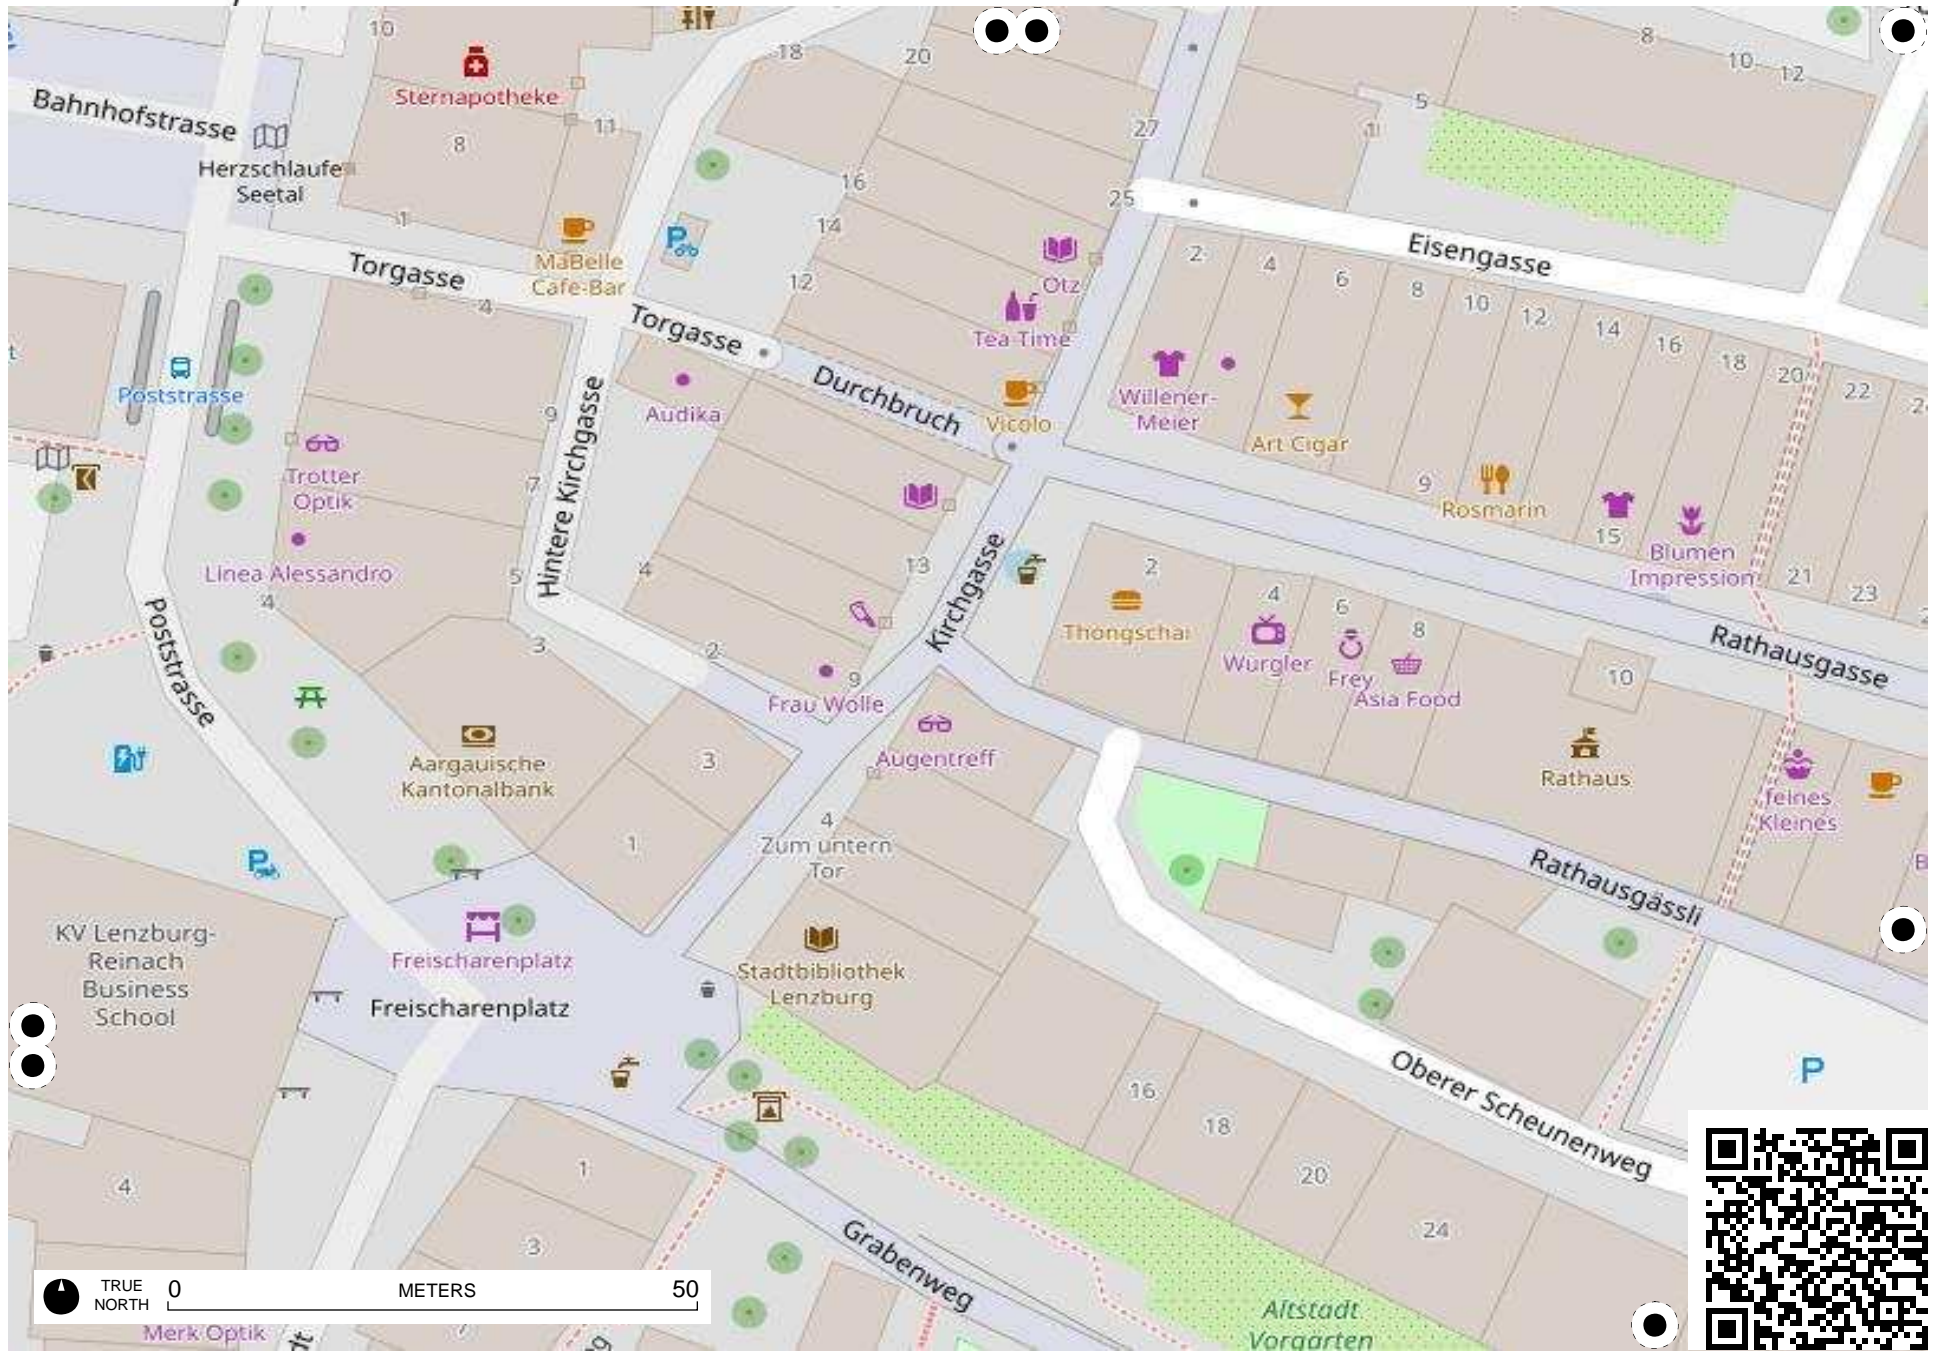 10
18
20
8
10
12
Sternapotheke
Bahnhofstrasse
5
11
27
8
Herzschlaufe
Seetal
16
25
1
14
MaBelle
Cafe-Bar
P
Otz
2
4
6
8
10
12
14
16
18
20
22
Eisengasse
Torgasse
4
12
Torgasse
Tea Time
Poststrasse
Durchbruch
Willener-
Meier
Audika
Vicolo
Art Cigar
9
Trotter
Optik
7
9
Rosmarin
15
Blumen
Impression
21
23
Hintere Kirchgasse
Linea Alessandro
5
4
4
13
Kirchgasse
2
4
6
8
Thongschai
Würgler
Frey
Asia Food
Rathausgasse
Poststrasse
3
2
9
Frau Wolle
10
Aargauische
Kantonalbank
3
Augentreff
Rathaus
feines
Kleines
1
4
Zum untern
Tor
P
Rathausgässli
KV Lenzburg-
Reinach
Business
School
Freischarenplatz
Freischarenplatz
Stadtbibliothek
Lenzburg
Oberer Scheunenweg
P
16
18
20
24
4
1
3
Grabenweg
Altstadt
Vorgarten
TRUE
NORTH
0
METERS
50
Merk Optik